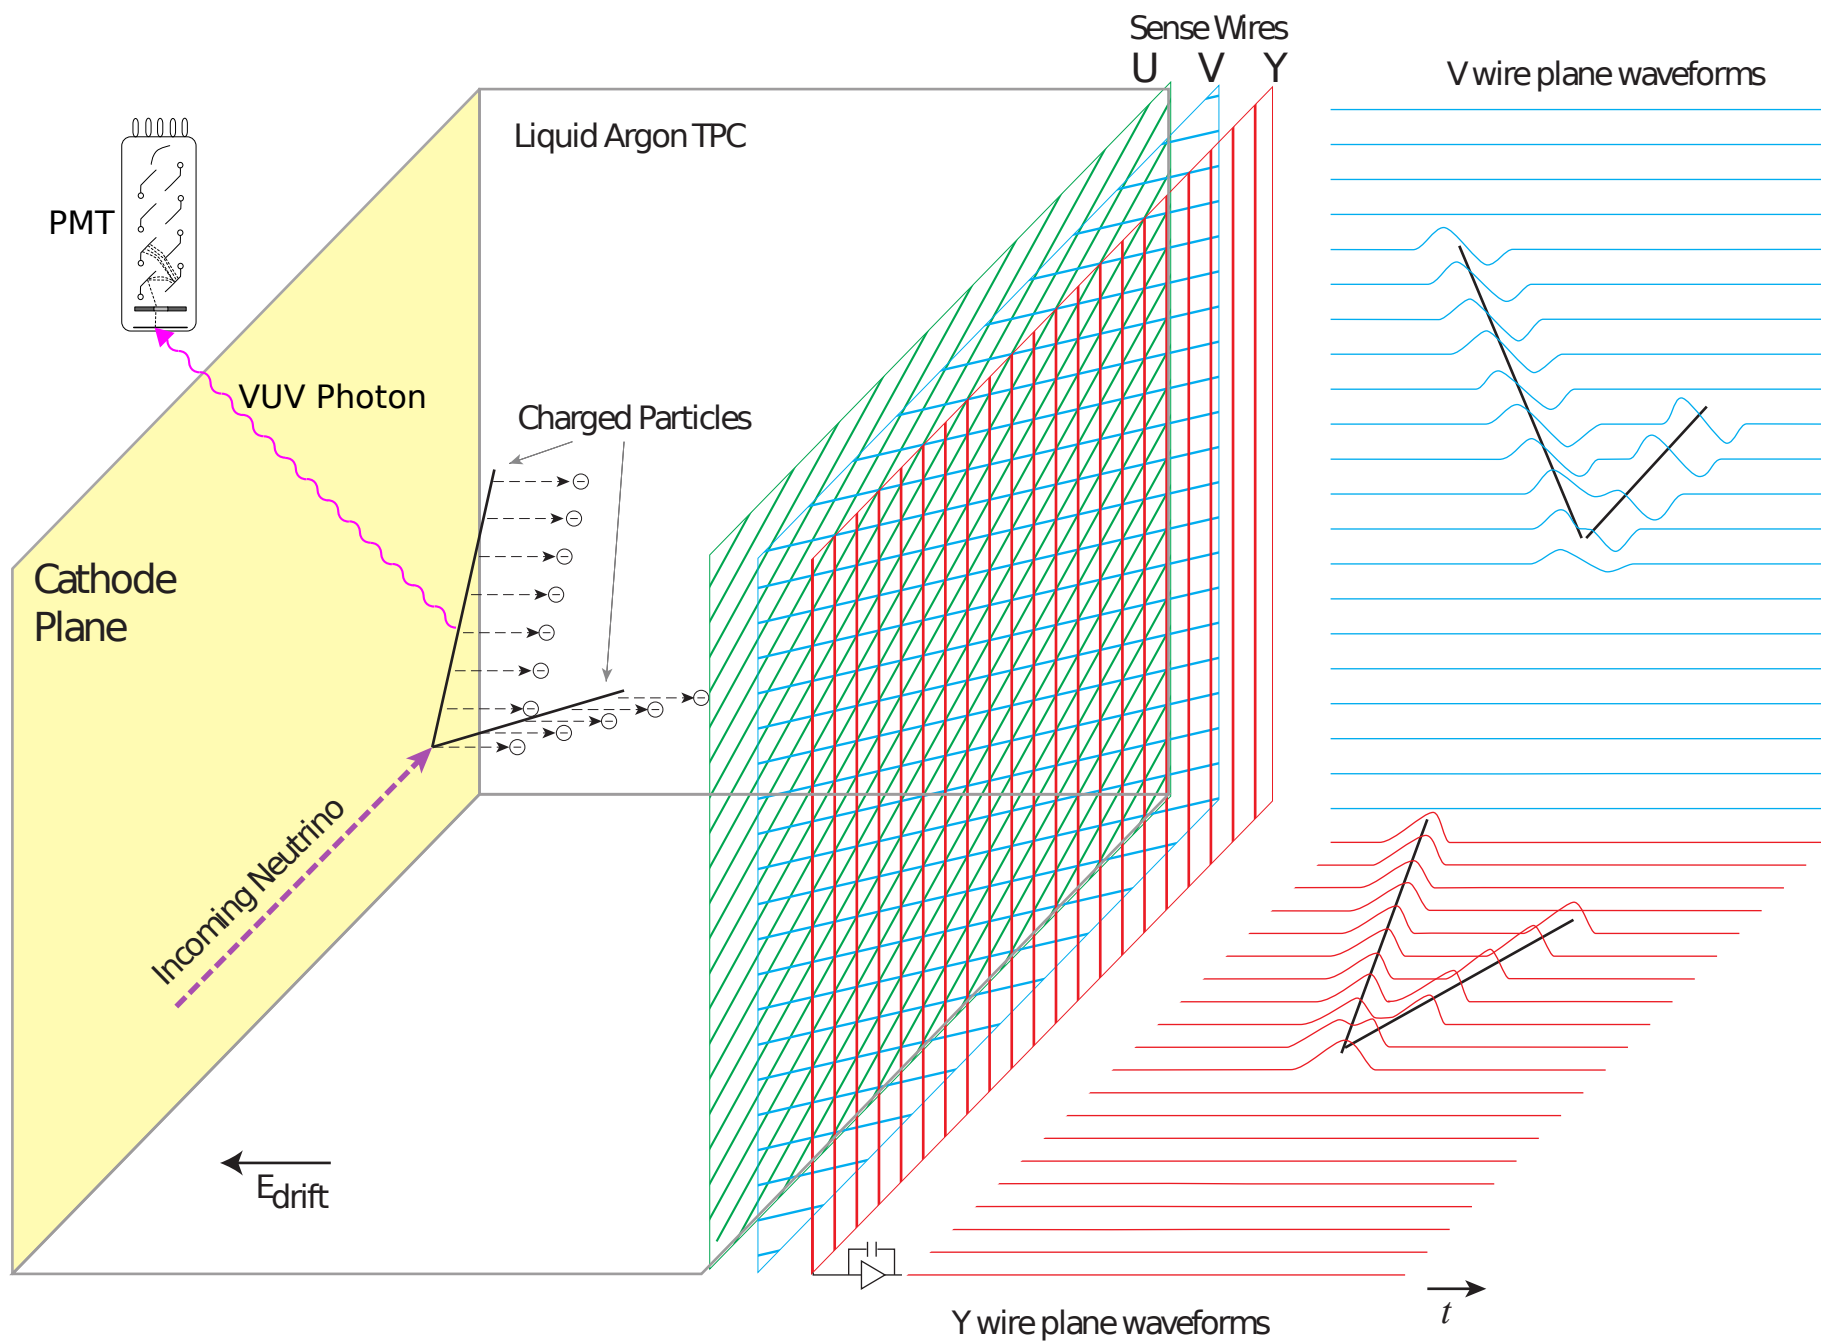 Sense Wires
U V Y
V wire plane waveforms
Liquid Argon TPC
PMT
VUV Photon
Charged Particles
Cathode
Plane
Incoming Neutrino
Edrift
t
Y wire plane waveforms